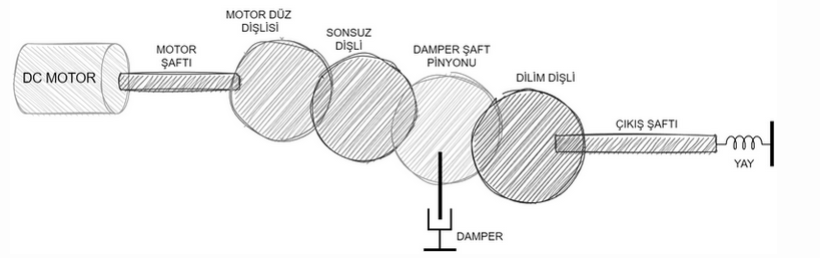 DC MOTOR
MOTOR
ŞAFTI
MOTOR DÜZ
DİŞLİSİ
SONSUZ
DİŞLİ
DAMPER ŞAFT
PİNYONU
DİLİM DİŞLİ
ÇIKIŞ ŞAFTI
YAY
DAMPER